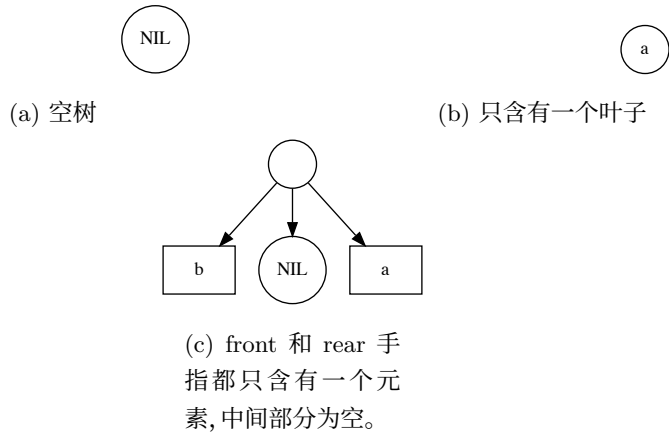 NIL
a
(a) 空树
(b) 只含有一个叶子
b
NIL
a
(c) front 和 rear 手
指都只含有一个元
素, 中间部分为空。